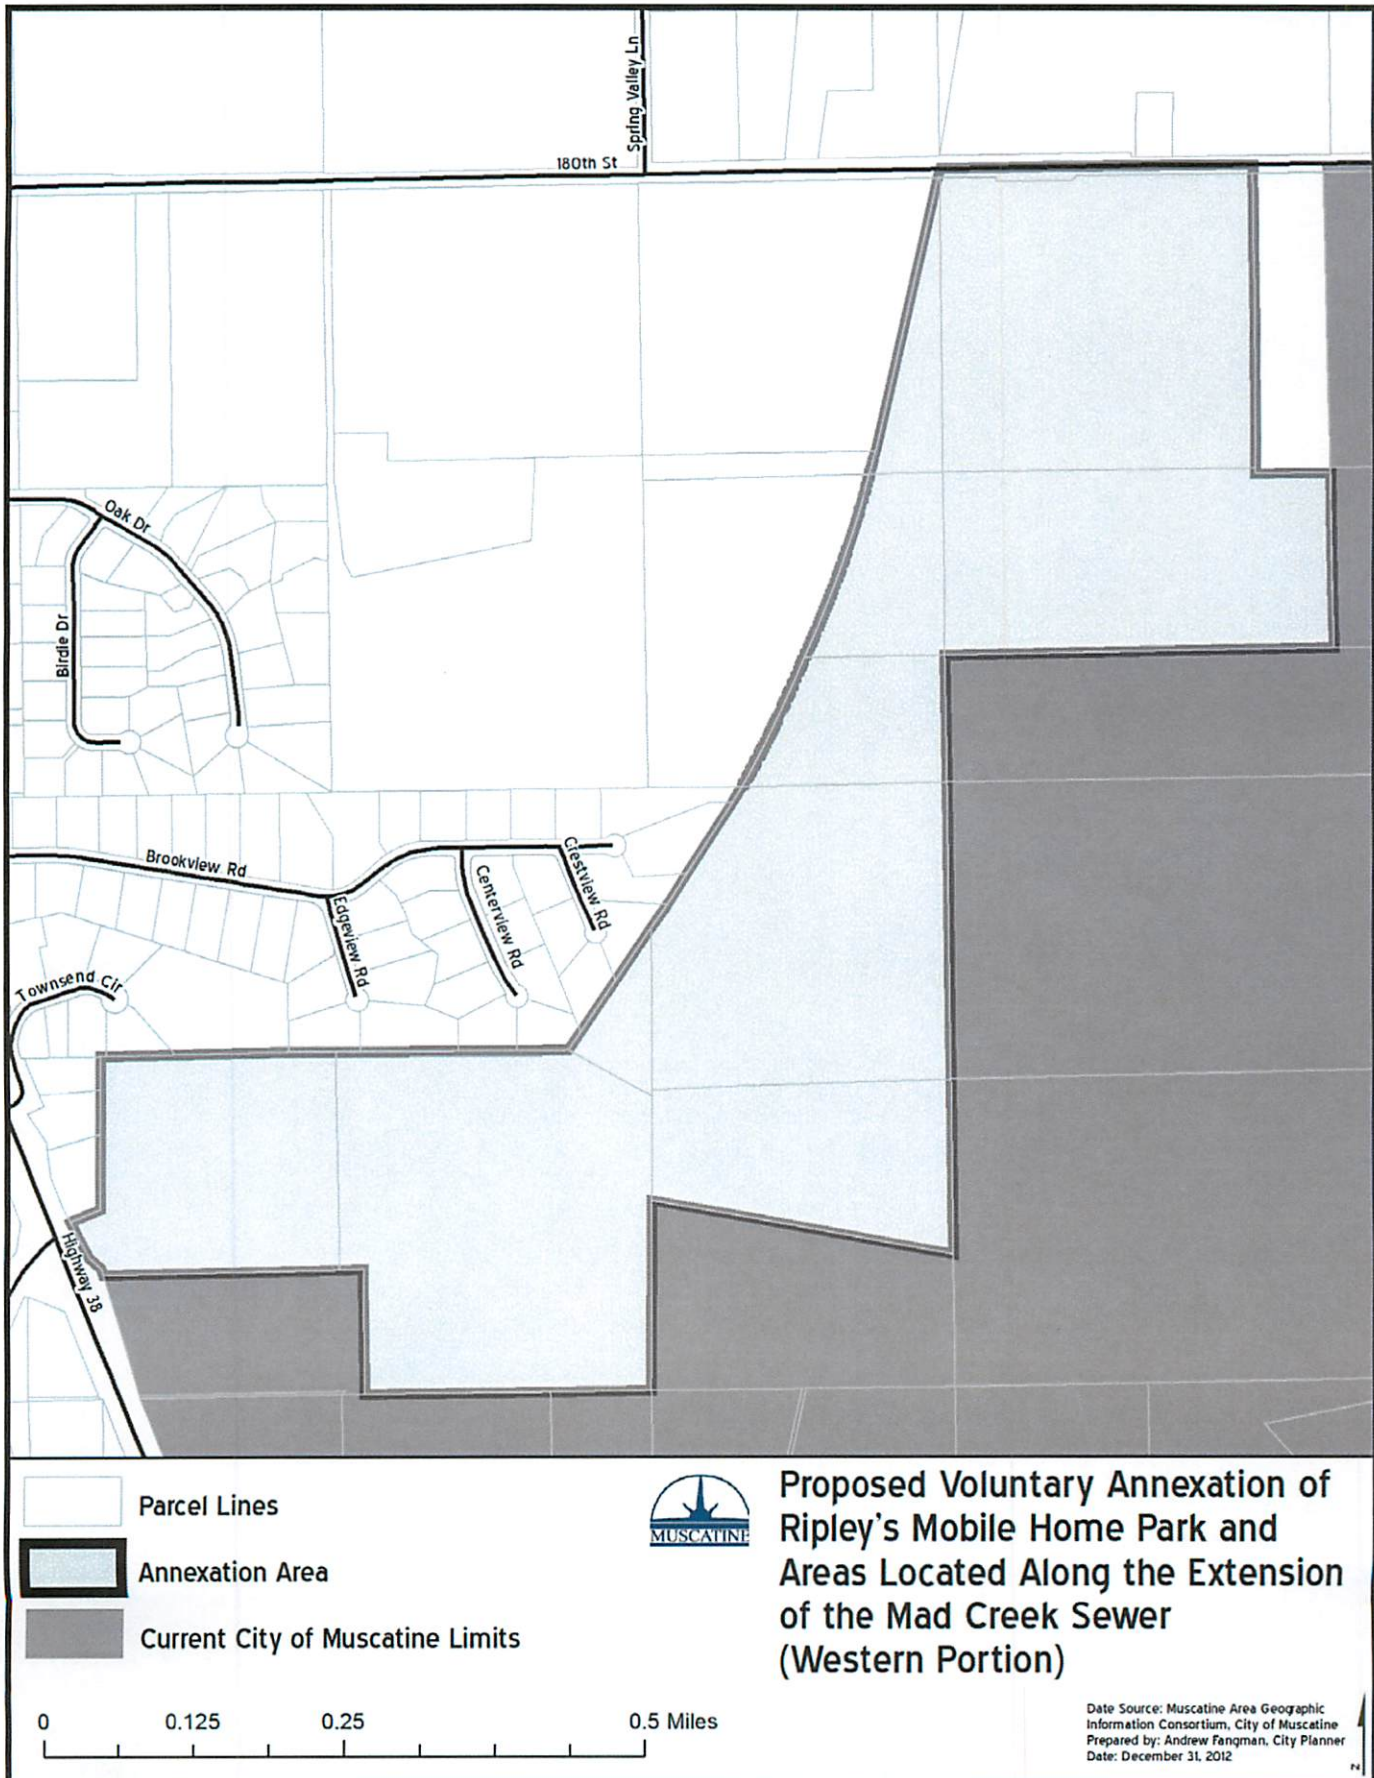 Spring Valley Ln
180th St
Oak Dr
Birdie Dr
Brookview Rd
Crestview Rd
Centerview Rd
Edgeview Rd
Townsend Cir
Highway 38
Parcel Lines
Annexation Area
Current City of Muscatine Limits
MUSCATINE
Proposed Voluntary Annexation of
Ripley's Mobile Home Park and
Areas Located Along the Extension
of the Mad Creek Sewer
(Western Portion)
0 0.125 0.25 0.5 Miles
Date Source: Muscatine Area Geographic
Information Consortium, City of Muscatine
Prepared by: Andrew Fangman, City Planner
Date: December 31, 2012
N